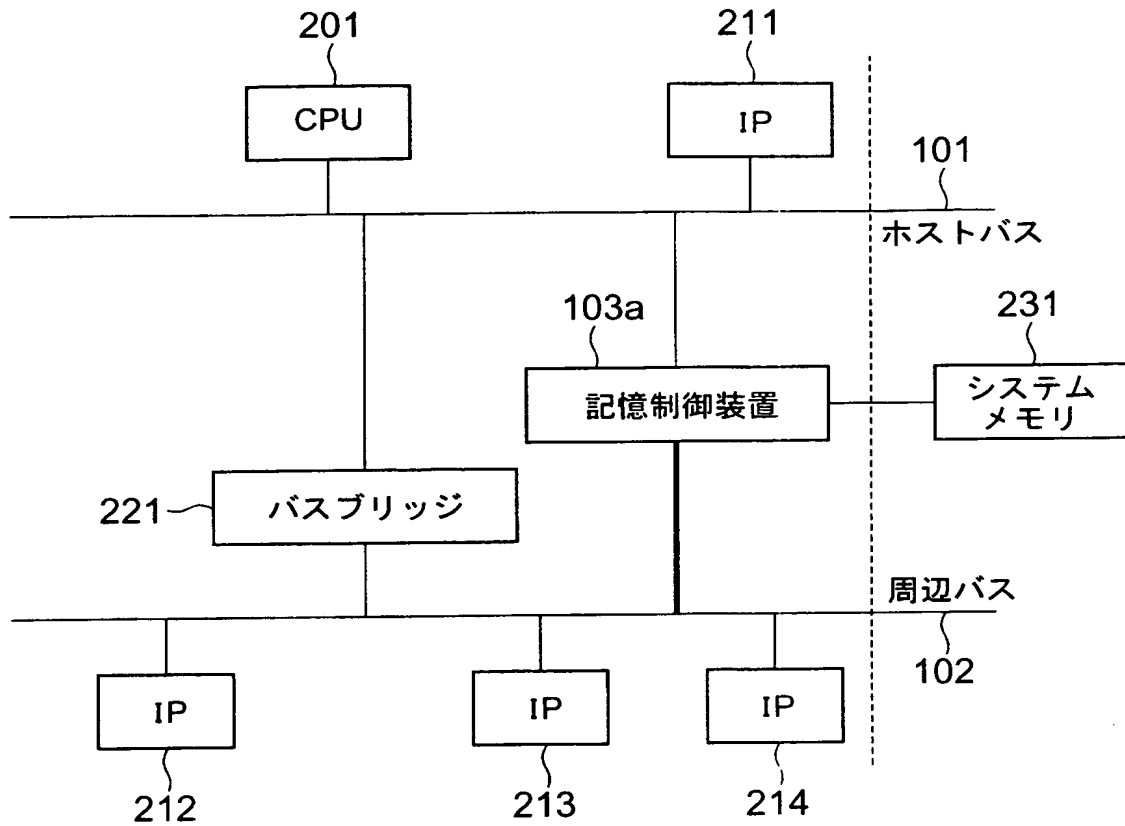 201
211
CPU
IP
101
ホストバス
103a
231
記憶制御装置
システム
メモリ
221
バスブリッジ
周辺バス
102
IP
IP
IP
212
213
214